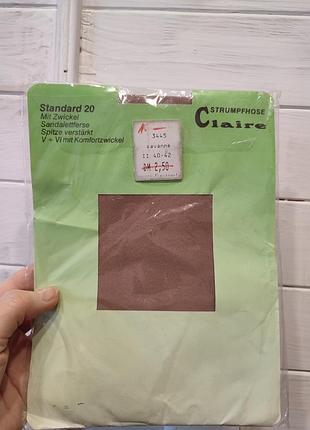 Standard 20
Mit Zwickel
Sandalettferse
Spitze verstärkt
V + VI mit Komfortzwickel
STRUMPFHOSE
Claire
3445
savanne
II 40-42
DM 2,50